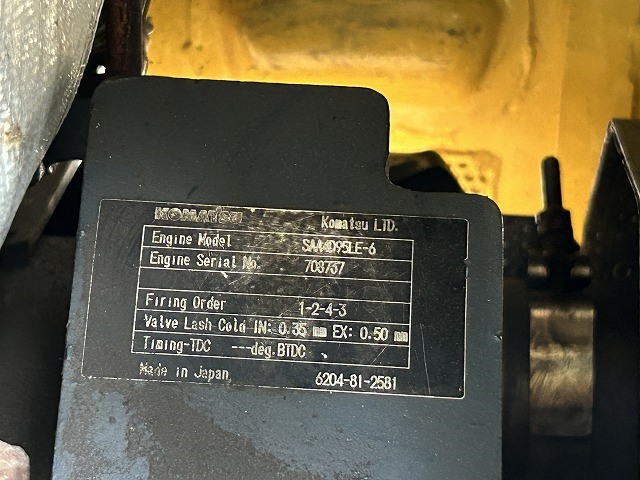 KOMATSU Komatsu LTD.
Engine Model SAA4D95LE-6
Engine Serial No. 703737
Firing Order 1-2-4-3
Valve Lash Cold IN: 0.35 mm EX: 0.50 mm
Timing-TDC ---deg.BTDC
Made in Japan 6204-81-2581